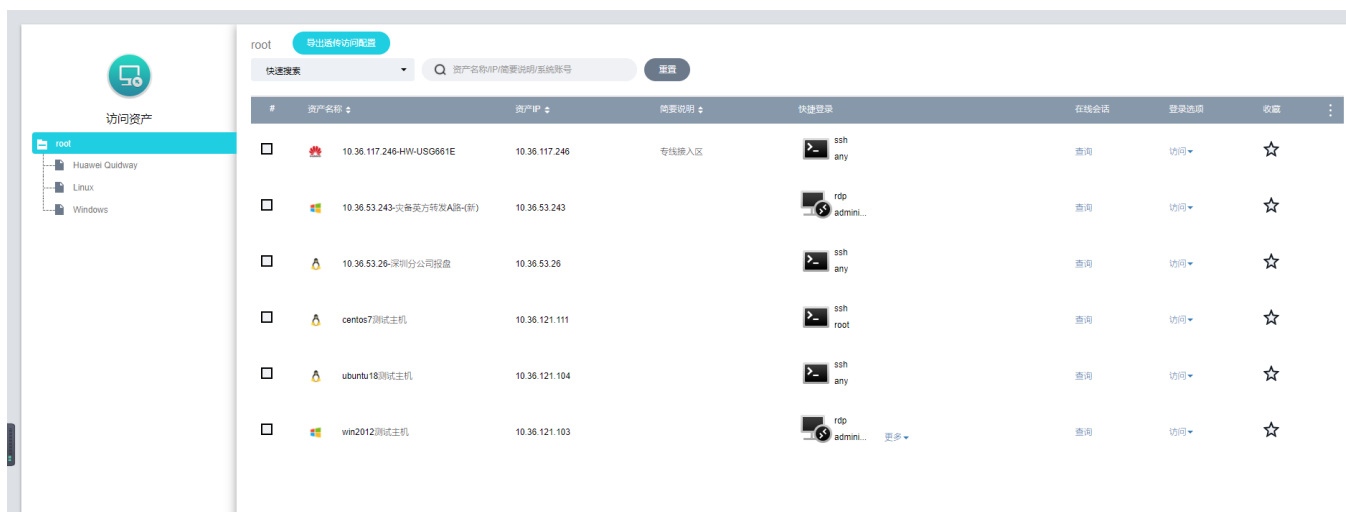 访问资产
root
Huawei Quidway
Linux
Windows
root 导出透传访问配置
快速搜索 资产名称/IP/简要说明/系统账号 重置
# 资产名称 资产IP 简要说明 快捷登录 在线会话 登录选项 收藏
10.36.117.246-HW-USG661E 10.36.117.246 专线接入区 ssh any 查询 访问
10.36.53.243-灾备英方转发A路-(新) 10.36.53.243 rdp admini... 查询 访问
10.36.53.26-深圳分公司报盘 10.36.53.26 ssh any 查询 访问
centos7测试主机 10.36.121.111 ssh root 查询 访问
ubuntu18测试主机 10.36.121.104 ssh any 查询 访问
win2012测试主机 10.36.121.103 rdp admini... 更多 查询 访问